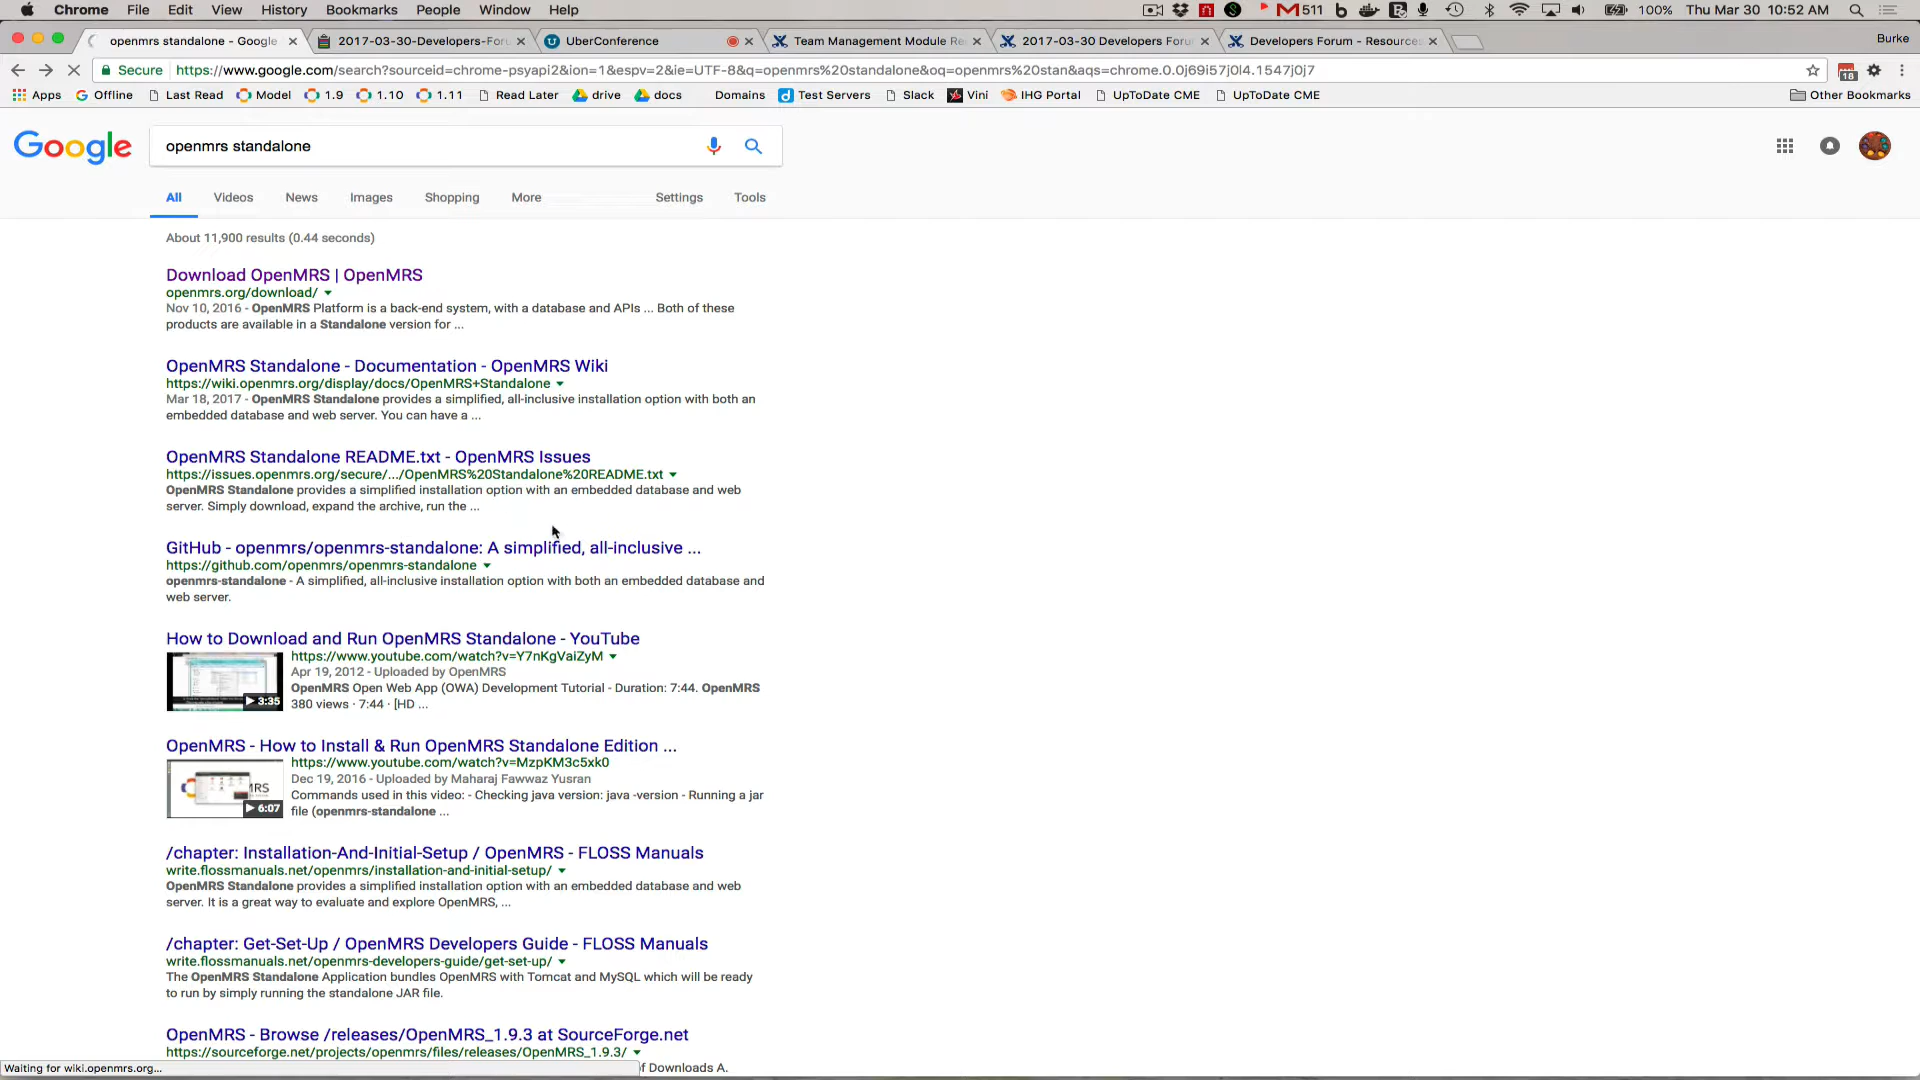 Chrome File Edit View History Bookmarks People Window Help 511 100% Thu Mar 30 10:52 AM
openmrs standalone - Google 2017-03-30-Developers-Foru UberConference Team Management Module Re 2017-03-30 Developers Foru Developers Forum - Resources Burke
Secure https://www.google.com/search?sourceid=chrome-psyapi2&ion=1&espv=2&ie=UTF-8&q=openmrs%20standalone&oq=openmrs%20stan&aqs=chrome.0.0j69i57j0l4.1547j0j7 18
Apps Offline Last Read Model 1.9 1.10 1.11 Read Later drive docs Domains Test Servers Slack Vini IHG Portal UpToDate CME UpToDate CME Other Bookmarks
Google openmrs standalone
All Videos News Images Shopping More Settings Tools
About 11,900 results (0.44 seconds)
Download OpenMRS | OpenMRS
openmrs.org/download/
Nov 10, 2016 - OpenMRS Platform is a back-end system, with a database and APIs ... Both of these
products are available in a Standalone version for ...
OpenMRS Standalone - Documentation - OpenMRS Wiki
https://wiki.openmrs.org/display/docs/OpenMRS+Standalone
Mar 18, 2017 - OpenMRS Standalone provides a simplified, all-inclusive installation option with both an
embedded database and web server. You can have a ...
OpenMRS Standalone README.txt - OpenMRS Issues
https://issues.openmrs.org/secure/.../OpenMRS%20Standalone%20README.txt
OpenMRS Standalone provides a simplified installation option with an embedded database and web
server. Simply download, expand the archive, run the ...
GitHub - openmrs/openmrs-standalone: A simplified, all-inclusive ...
https://github.com/openmrs/openmrs-standalone
openmrs-standalone - A simplified, all-inclusive installation option with both an embedded database and
web server.
How to Download and Run OpenMRS Standalone - YouTube
https://www.youtube.com/watch?v=Y7nKgVaiZyM
Apr 19, 2012 - Uploaded by OpenMRS
OpenMRS Open Web App (OWA) Development Tutorial - Duration: 7:44. OpenMRS
380 views · 7:44 · [HD ...
3:35
OpenMRS - How to Install & Run OpenMRS Standalone Edition ...
https://www.youtube.com/watch?v=MzpKM3c5xk0
Dec 19, 2016 - Uploaded by Maharaj Fawwaz Yusran
Commands used in this video: - Checking java version: java -version - Running a jar
file (openmrs-standalone ...
6:07
/chapter: Installation-And-Initial-Setup / OpenMRS - FLOSS Manuals
write.flossmanuals.net/openmrs/installation-and-initial-setup/
OpenMRS Standalone provides a simplified installation option with an embedded database and web
server. It is a great way to evaluate and explore OpenMRS, ...
/chapter: Get-Set-Up / OpenMRS Developers Guide - FLOSS Manuals
write.flossmanuals.net/openmrs-developers-guide/get-set-up/
The OpenMRS Standalone Application bundles OpenMRS with Tomcat and MySQL which will be ready
to run by simply running the standalone JAR file.
OpenMRS - Browse /releases/OpenMRS_1.9.3 at SourceForge.net
https://sourceforge.net/projects/openmrs/files/releases/OpenMRS_1.9.3/
Waiting for wiki.openmrs.org... f Downloads A.